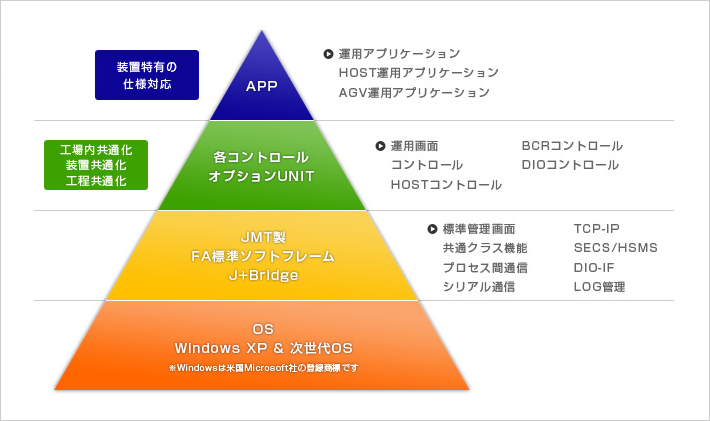 装置特有の
仕様対応
APP
運用アプリケーション
HOST運用アプリケーション
AGV運用アプリケーション
工場内共通化
装置共通化
工程共通化
各コントロール
オプションUNIT
運用画面
コントロール
HOSTコントロール
BCRコントロール
DIOコントロール
JMT製
FA標準ソフトフレーム
J+Bridge
標準管理画面
共通クラス機能
プロセス間通信
シリアル通信
TCP-IP
SECS/HSMS
DIO-IF
LOG管理
OS
Windows XP & 次世代OS
※Windowsは米国Microsoft社の登録商標です